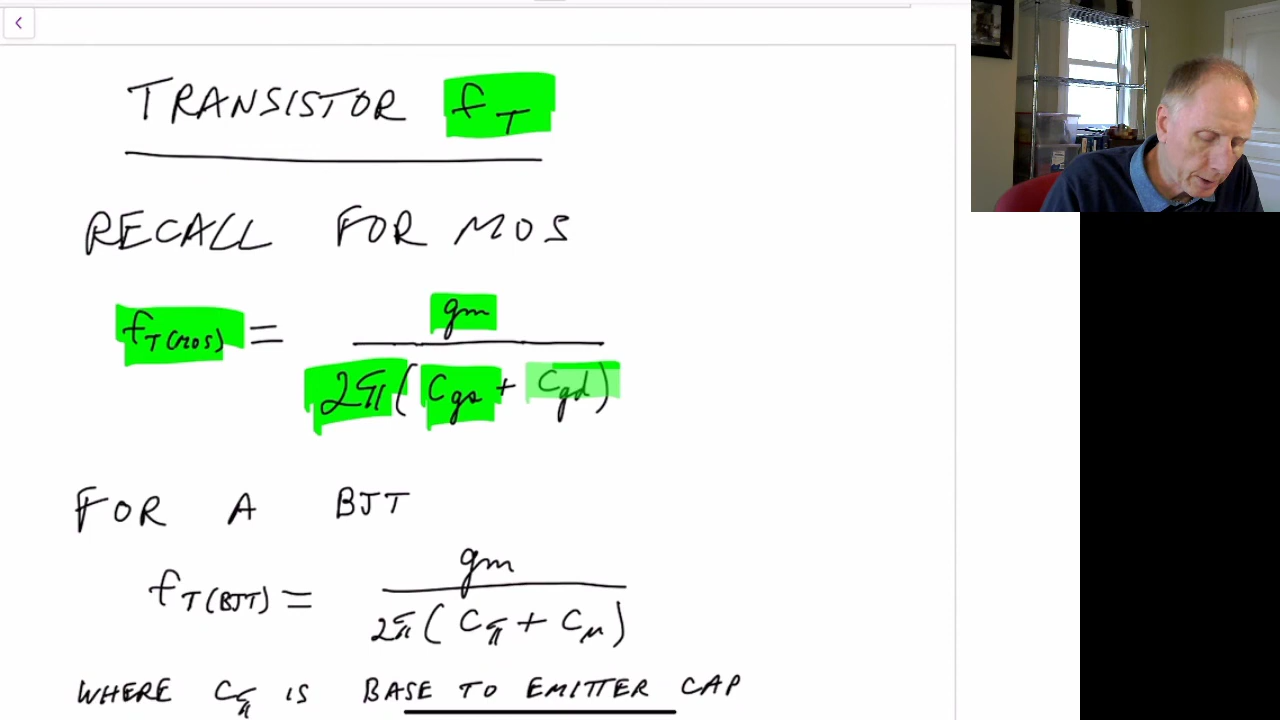 TRANSISTOR fT
RECALL FOR MOS
fT(MOS) = gm / 2π(Cgs + Cgd)
FOR A BJT
fT(BJT) = gm / 2π(Cπ + Cμ)
WHERE Cπ IS BASE TO EMITTER CAP